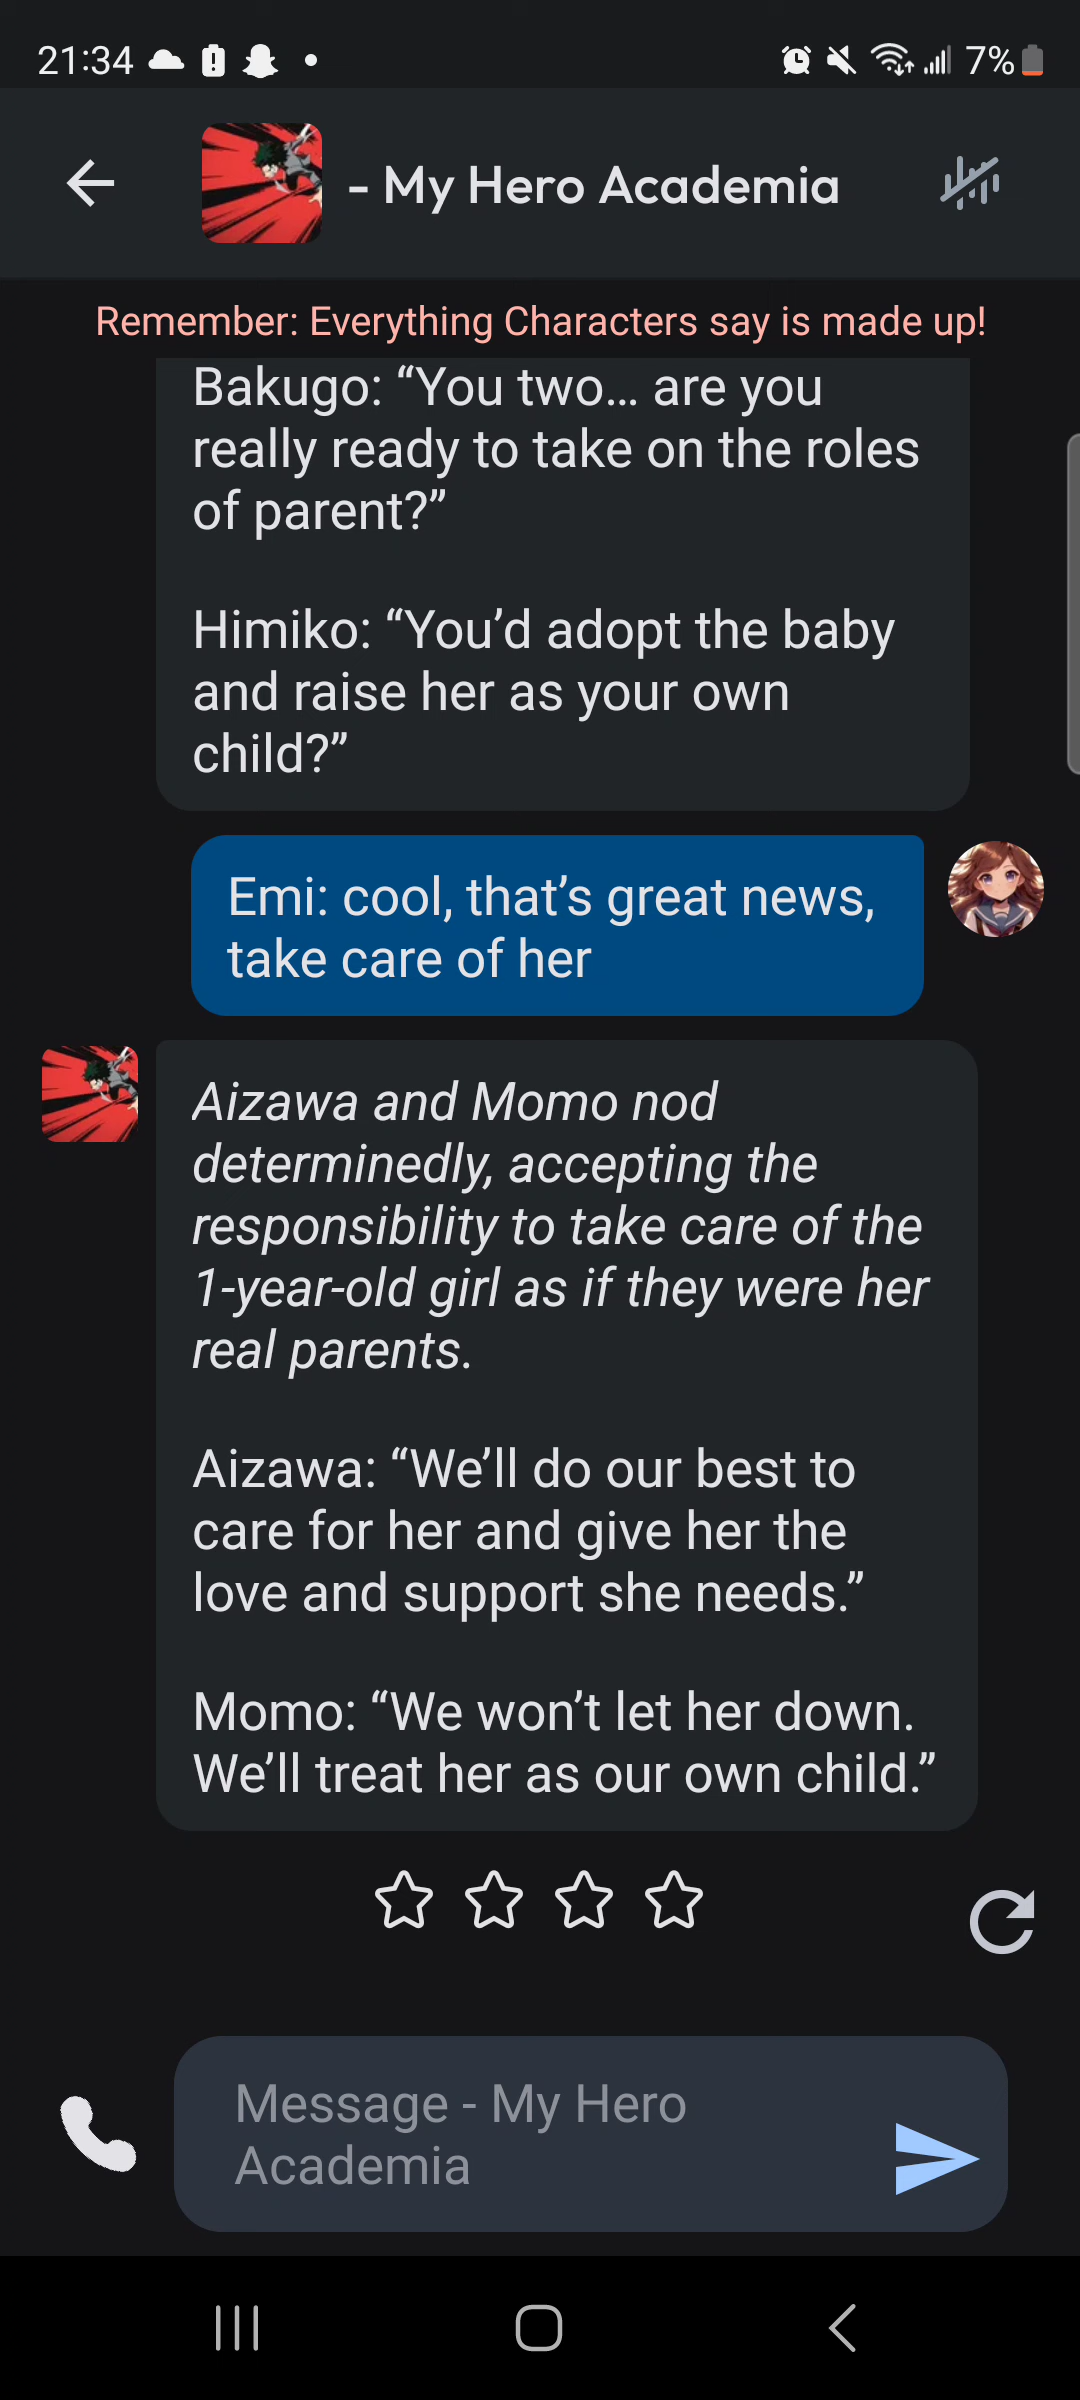 21:34
7%
- My Hero Academia
Remember: Everything Characters say is made up!
Bakugo: “You two... are you
really ready to take on the roles
of parent?”
Himiko: “You’d adopt the baby
and raise her as your own
child?”
Emi: cool, that’s great news,
take care of her
Aizawa and Momo nod
determinedly, accepting the
responsibility to take care of the
1-year-old girl as if they were her
real parents.
Aizawa: “We’ll do our best to
care for her and give her the
love and support she needs.”
Momo: “We won’t let her down.
We’ll treat her as our own child.”
Message - My Hero
Academia